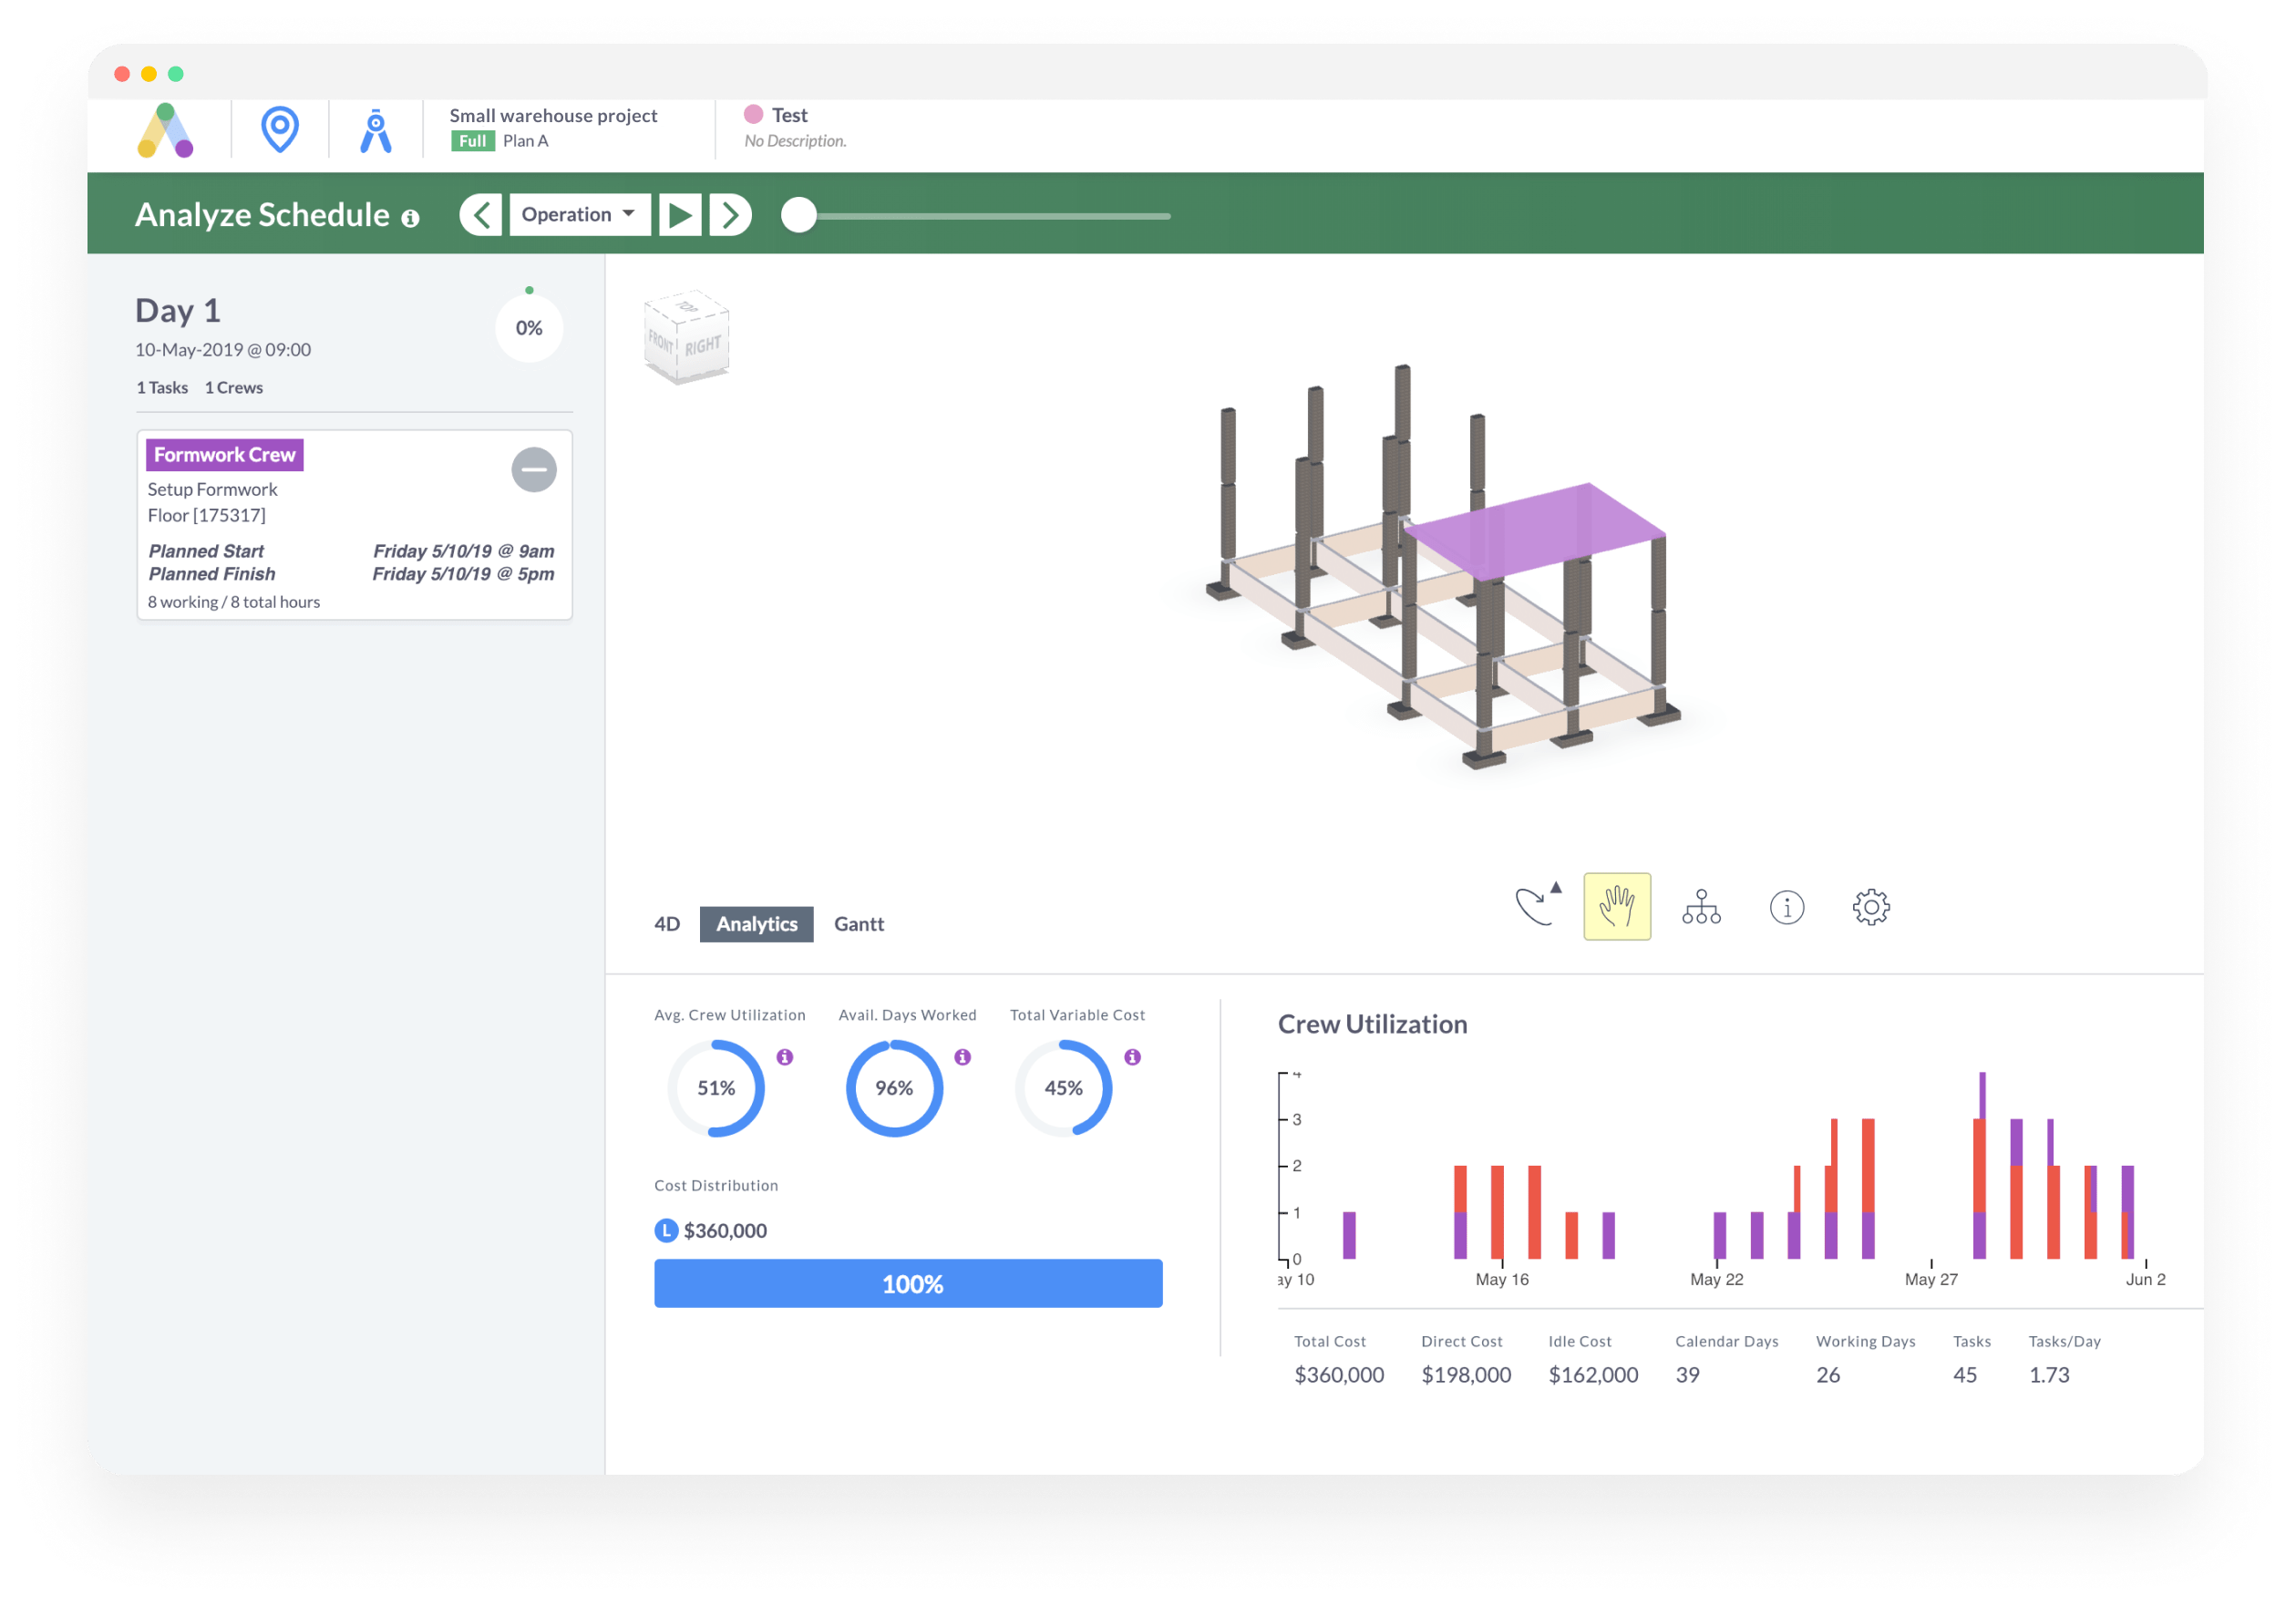 Small warehouse project
Full Plan A
Test
No Description.
Analyze Schedule
Operation
Day 1
10-May-2019 @ 09:00
0%
1 Tasks 1 Crews
Formwork Crew
Setup Formwork
Floor [175317]
Planned Start Friday 5/10/19 @ 9am
Planned Finish Friday 5/10/19 @ 5pm
8 working / 8 total hours
TOP
FRONT RIGHT
4D Analytics Gantt
Avg. Crew Utilization Avail. Days Worked Total Variable Cost
51% 96% 45%
Cost Distribution
L $360,000
100%
Crew Utilization
4
3
2
1
0
ay 10 May 16 May 22 May 27 Jun 2
Total Cost Direct Cost Idle Cost Calendar Days Working Days Tasks Tasks/Day
$360,000 $198,000 $162,000 39 26 45 1.73